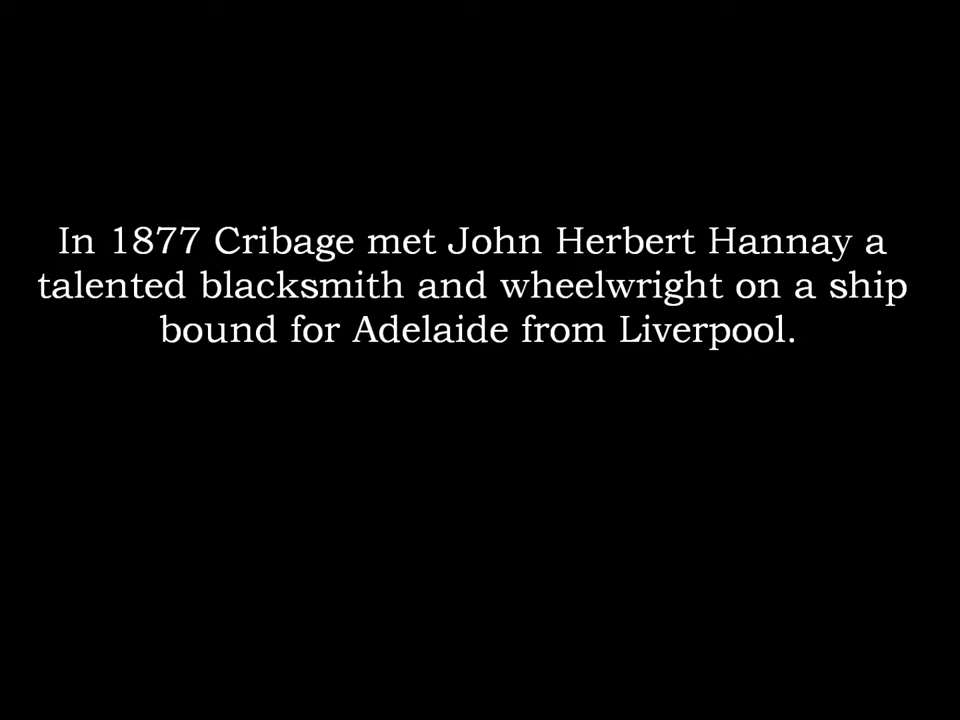 In 1877 Cribage met John Herbert Hannay a
talented blacksmith and wheelwright on a ship
bound for Adelaide from Liverpool.